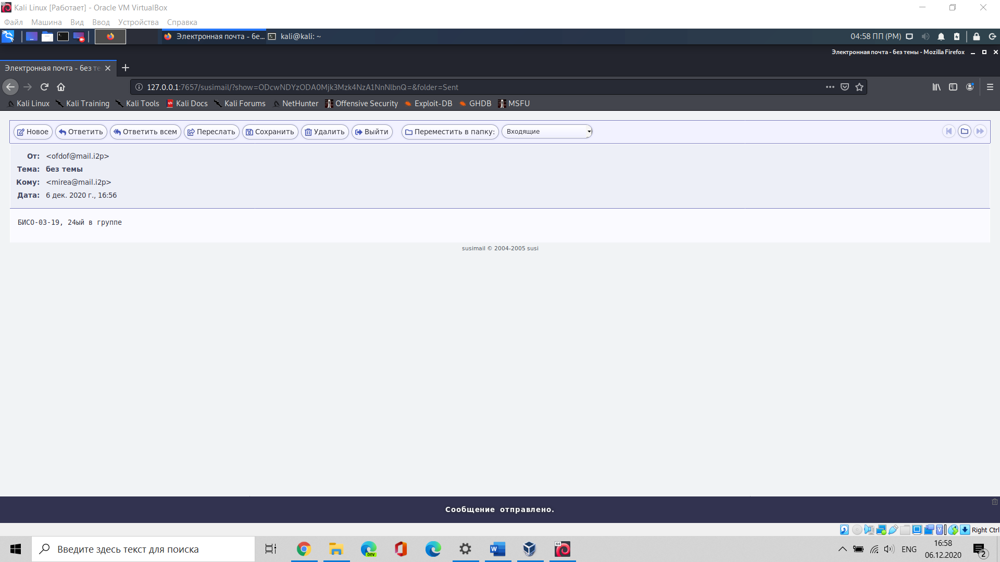 Kali Linux [Работает] - Oracle VM VirtualBox
Файл Машина Вид Ввод Устройства Справка
Электронная почта - бе... kali@kali: ~ 04:58 ПП (PM)
Электронная почта - без темы - Mozilla Firefox
Электронная почта - без те
127.0.0.1:7657/susimail/?show=ODcwNDYzODA0Mjk3Mzk4NzA1NnNlbnQ=&folder=Sent
Kali Linux Kali Training Kali Tools Kali Docs Kali Forums NetHunter Offensive Security Exploit-DB GHDB MSFU
Новое Ответить Ответить всем Переслать Сохранить Удалить Выйти Переместить в папку: Входящие
От: <ofdof@mail.i2p>
Тема: без темы
Кому: <mirea@mail.i2p>
Дата: 6 дек. 2020 г., 16:56
БИСО-03-19, 24ый в группе
susimail © 2004-2005 susi
Сообщение отправлено.
Right Ctrl
Введите здесь текст для поиска
DEV
64
ENG
16:58
06.12.2020
2